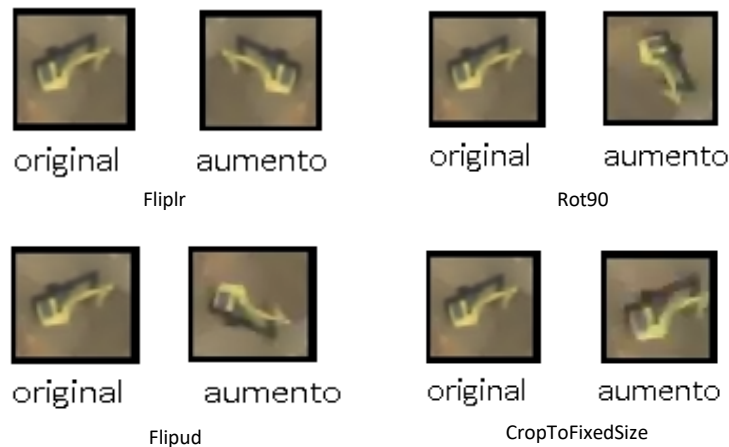 original aumento
Fliplr
original aumento
Rot90
original aumento
Flipud
original aumento
CropToFixedSize